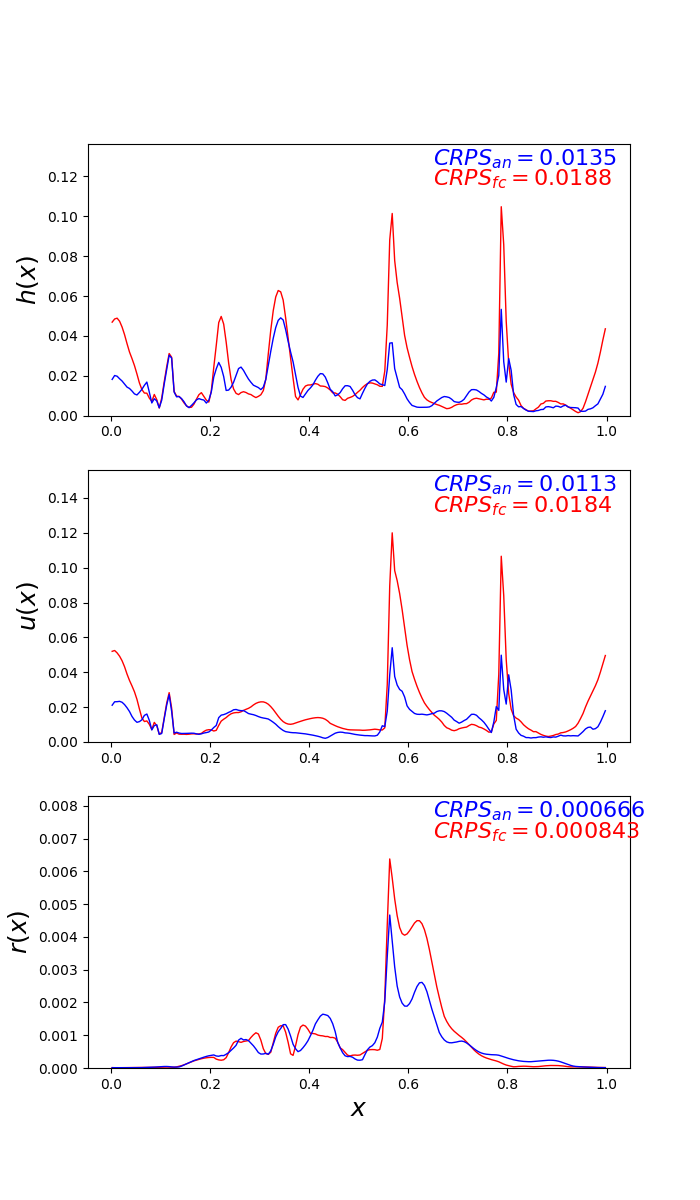 CRPS_an = 0.0135
CRPS_fc = 0.0188
0.12
0.10
0.08
0.06
0.04
0.02
0.00
h(x)
0.0 0.2 0.4 0.6 0.8 1.0
CRPS_an = 0.0113
CRPS_fc = 0.0184
0.14
0.12
0.10
0.08
0.06
0.04
0.02
0.00
u(x)
0.0 0.2 0.4 0.6 0.8 1.0
CRPS_an = 0.000666
CRPS_fc = 0.000843
0.008
0.007
0.006
0.005
0.004
0.003
0.002
0.001
0.000
r(x)
0.0 0.2 0.4 0.6 0.8 1.0
x